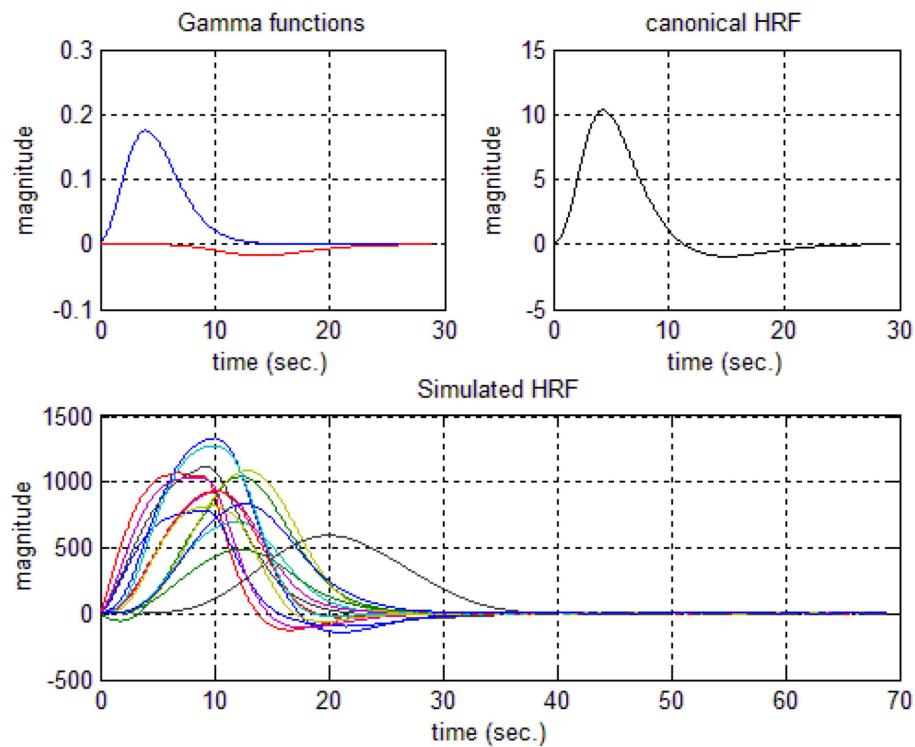 Gamma functions
0.3
0.2
0.1
0
-0.1
magnitude
0 10 20 30
time (sec.)
canonical HRF
15
10
5
0
-5
magnitude
0 10 20 30
time (sec.)
Simulated HRF
1500
1000
500
0
-500
magnitude
0 10 20 30 40 50 60 70
time (sec.)